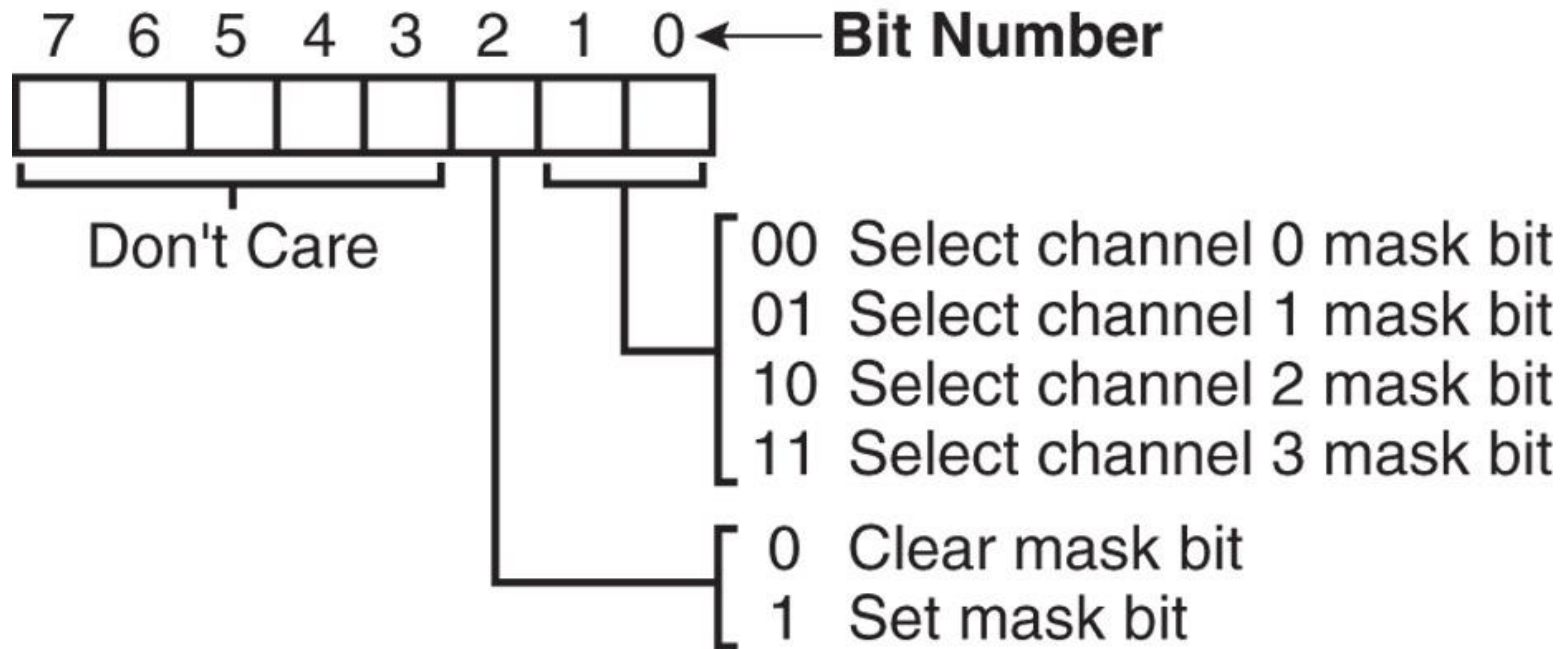 7 6 5 4 3 2 1 0 Bit Number
Don't Care
00 Select channel 0 mask bit
01 Select channel 1 mask bit
10 Select channel 2 mask bit
11 Select channel 3 mask bit
0 Clear mask bit
1 Set mask bit